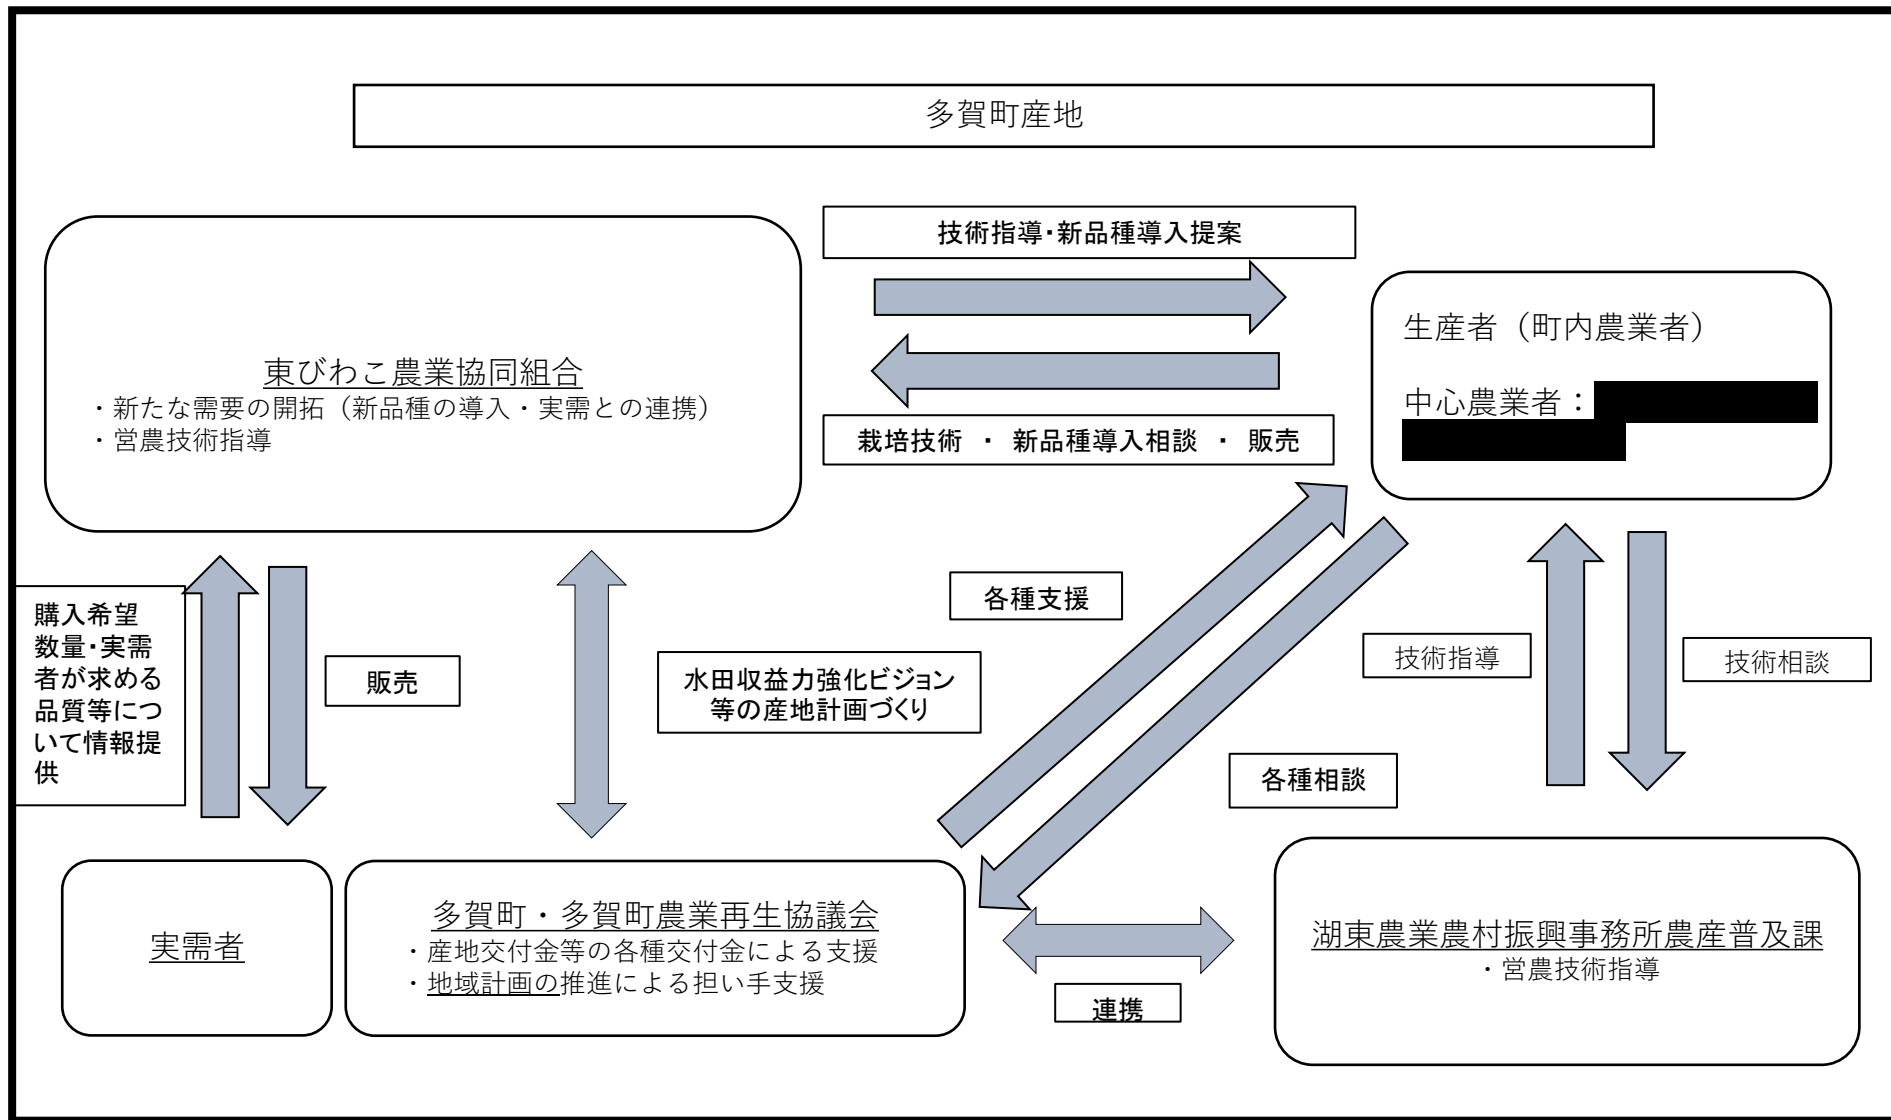 多賀町産地
技術指導･新品種導入提案
東びわこ農業協同組合
・新たな需要の開拓（新品種の導入・実需との連携）
・営農技術指導
生産者（町内農業者）
中心農業者：
栽培技術 ・ 新品種導入相談 ・ 販売
購入希望
数量･実需
者が求める
品質等につ
いて情報提
供
販売
水田収益力強化ビジョン
等の産地計画づくり
各種支援
各種相談
技術指導
技術相談
実需者
多賀町・多賀町農業再生協議会
・産地交付金等の各種交付金による支援
・地域計画の推進による担い手支援
連携
湖東農業農村振興事務所農産普及課
・営農技術指導